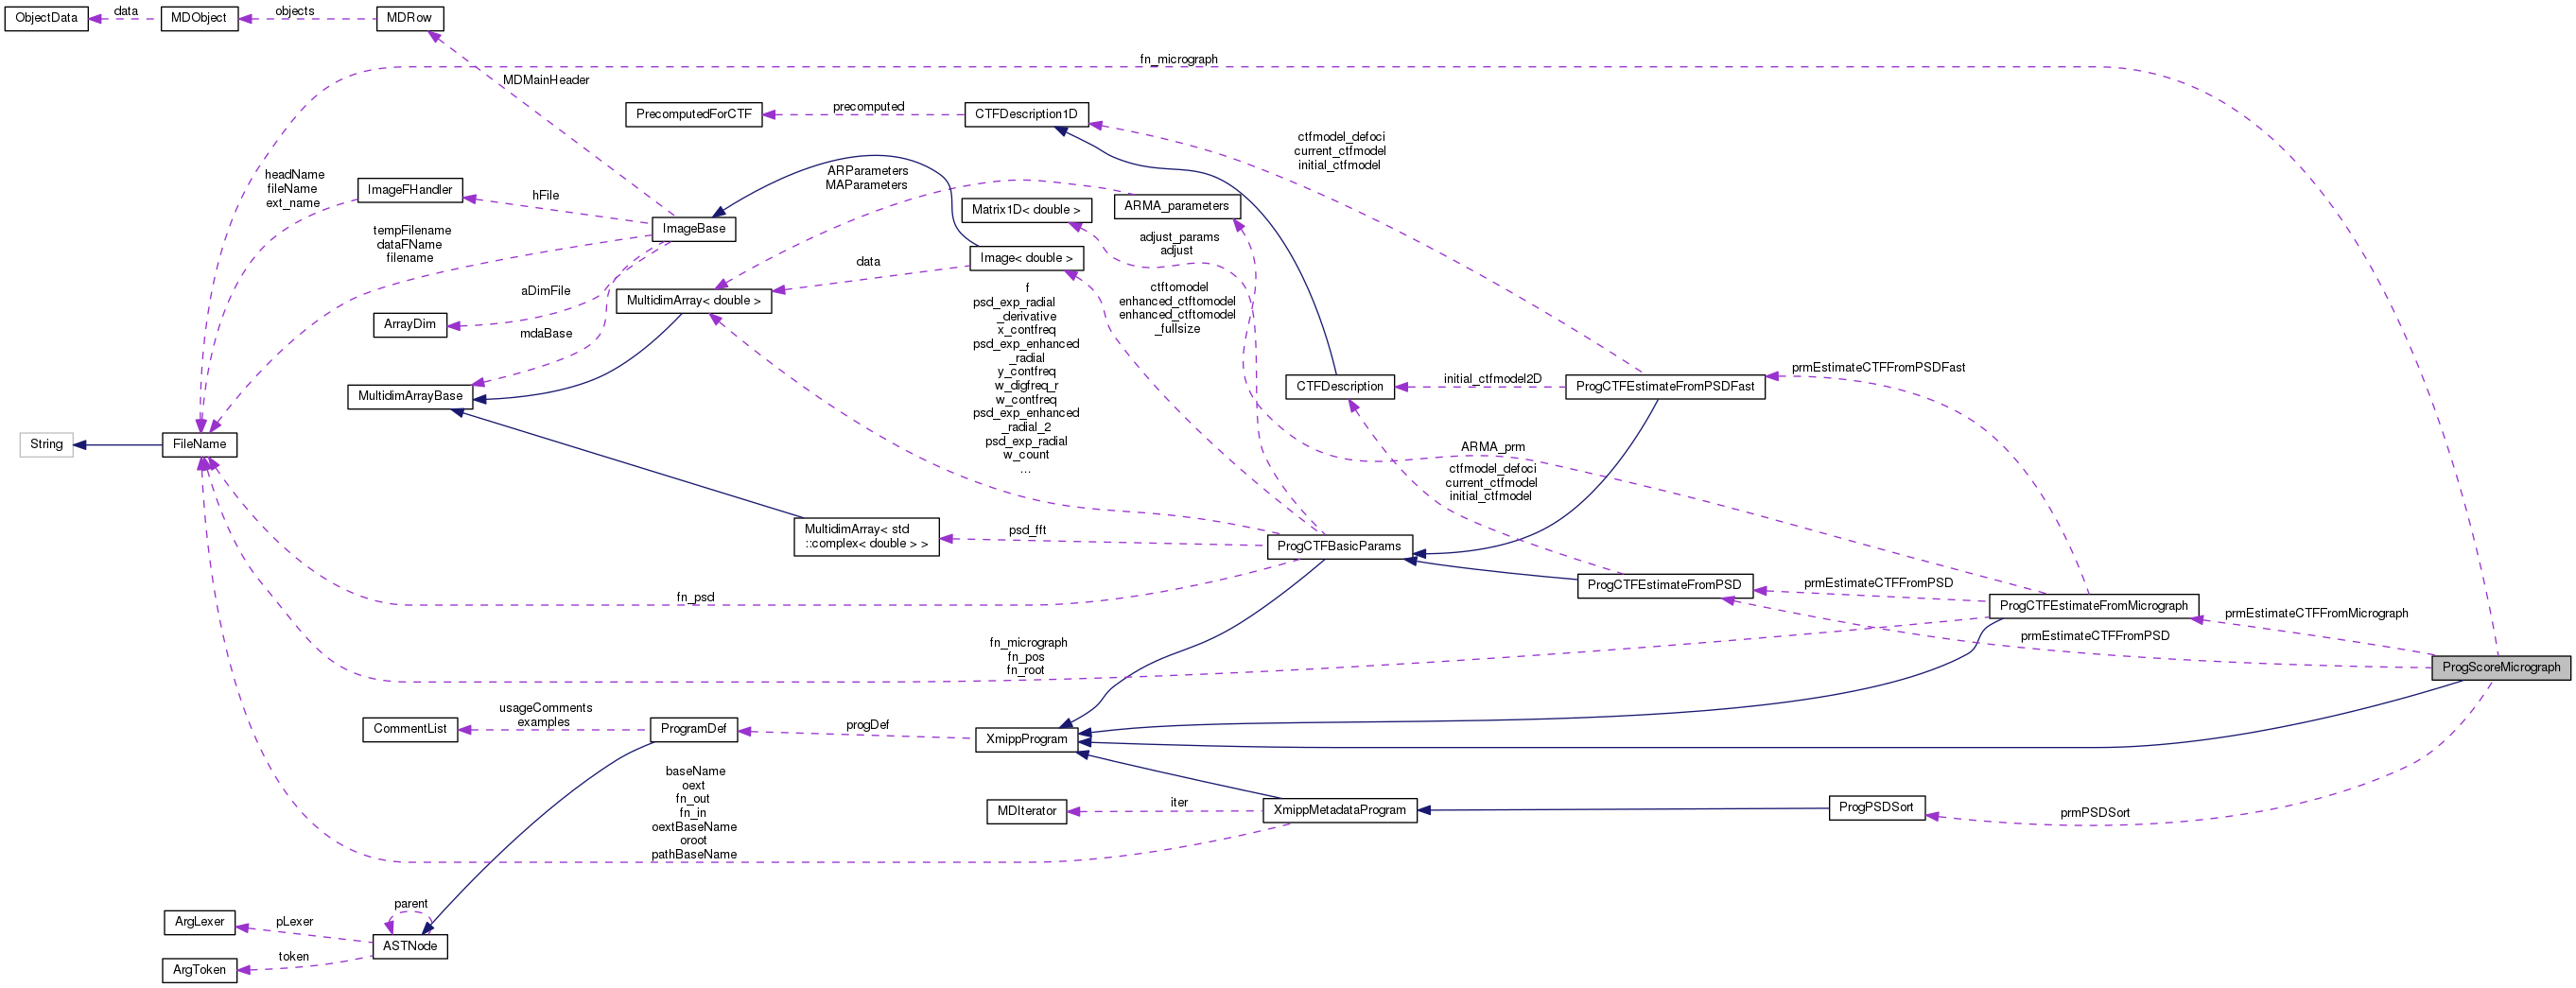 ObjectData
data
MDObject
objects
MDRow
fn_micrograph
MDMainHeader
PrecomputedForCTF
precomputed
CTFDescription1D
ctfmodel_defoci
current_ctfmodel
initial_ctfmodel
headName
fileName
ext_name
ImageFHandler
hFile
ARParameters
MAParameters
Matrix1D< double >
ARMA_parameters
ImageBase
tempFilename
dataFName
filename
Image< double >
data
adjust_params
adjust
aDimFile
MultidimArray< double >
ArrayDim
mdaBase
f
psd_exp_radial
_derivative
x_contfreq
psd_exp_enhanced
_radial
y_contfreq
w_digfreq_r
w_contfreq
psd_exp_enhanced
_radial_2
psd_exp_radial
w_count
...
ctftomodel
enhanced_ctftomodel
enhanced_ctftomodel
_fullsize
MultidimArrayBase
CTFDescription
initial_ctfmodel2D
ProgCTFEstimateFromPSDFast
prmEstimateCTFFromPSDFast
String
FileName
ARMA_prm
ctfmodel_defoci
current_ctfmodel
initial_ctfmodel
MultidimArray< std
::complex< double > >
psd_fft
ProgCTFBasicParams
fn_psd
ProgCTFEstimateFromPSD
prmEstimateCTFFromPSD
ProgCTFEstimateFromMicrograph
prmEstimateCTFFromMicrograph
prmEstimateCTFFromPSD
ProgScoreMicrograph
fn_micrograph
fn_pos
fn_root
CommentList
usageComments
examples
ProgramDef
progDef
XmippProgram
baseName
oext
fn_out
fn_in
oextBaseName
oroot
pathBaseName
MDIterator
iter
XmippMetadataProgram
ProgPSDSort
prmPSDSort
ArgLexer
pLexer
parent
ASTNode
token
ArgToken